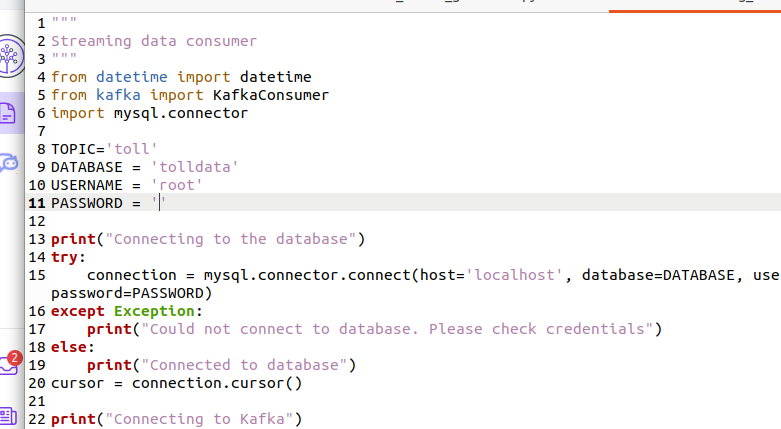 1 """
2 Streaming data consumer
3 """
4 from datetime import datetime
5 from kafka import KafkaConsumer
6 import mysql.connector
7
8 TOPIC='toll'
9 DATABASE = 'tolldata'
10 USERNAME = 'root'
11 PASSWORD = ''
12
13 print("Connecting to the database")
14 try:
15     connection = mysql.connector.connect(host='localhost', database=DATABASE, use
password=PASSWORD)
16 except Exception:
17     print("Could not connect to database. Please check credentials")
18 else:
19     print("Connected to database")
20 cursor = connection.cursor()
21
22 print("Connecting to Kafka")
2